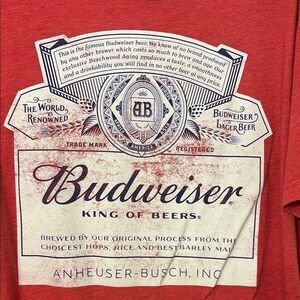 This is the famous Budweiser beer. We know of no brand produced
by any other brewer which costs so much to brew and age. Our
exclusive Beechwood Aging produces a taste, a smoothness
and a drinkability you will find in no other beer at any price.
THE WORLD
RENOWNED
AB
BUDWEISER
LAGER BEER
TRADE MARK
AMERICA
REGISTERED
Budweiser
KING OF BEERS®
BREWED BY OUR ORIGINAL PROCESS FROM THE
CHOICEST HOPS, RICE AND BEST BARLEY MAL
ANHEUSER-BUSCH, INC